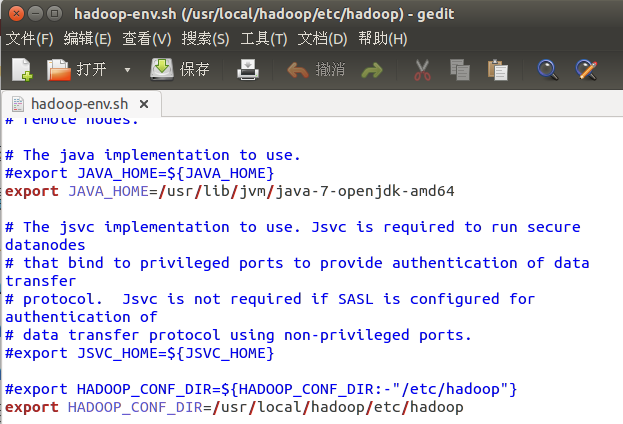 hadoop-env.sh (/usr/local/hadoop/etc/hadoop) - gedit
文件(F) 编辑(E) 查看(V) 搜索(S) 工具(T) 文档(D) 帮助(H)
打开 保存 撤消
hadoop-env.sh ×
# remote nodes.
# The java implementation to use.
#export JAVA_HOME=${JAVA_HOME}
export JAVA_HOME=/usr/lib/jvm/java-7-openjdk-amd64
# The jsvc implementation to use. Jsvc is required to run secure
datanodes
# that bind to privileged ports to provide authentication of data
transfer
# protocol.  Jsvc is not required if SASL is configured for
authentication of
# data transfer protocol using non-privileged ports.
#export JSVC_HOME=${JSVC_HOME}
#export HADOOP_CONF_DIR=${HADOOP_CONF_DIR:-"/etc/hadoop"}
export HADOOP_CONF_DIR=/usr/local/hadoop/etc/hadoop